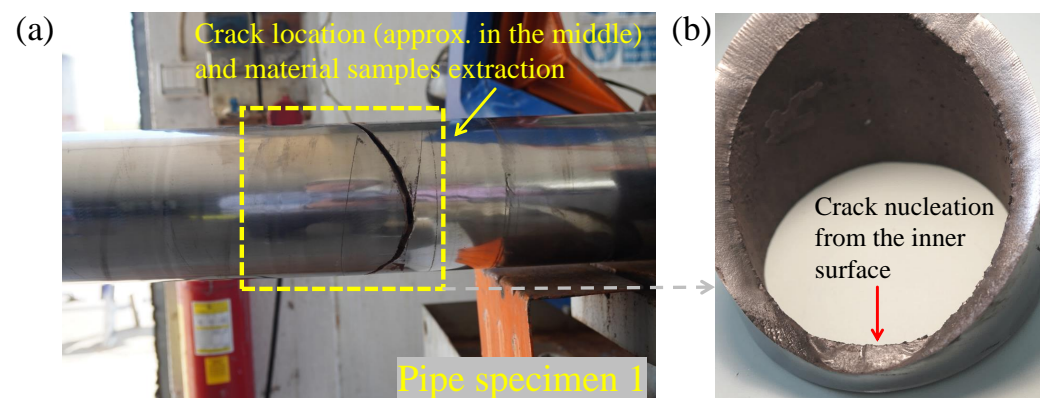 (a)
Crack location (approx. in the middle)
and material samples extraction
Pipe specimen 1
(b)
Crack nucleation
from the inner
surface